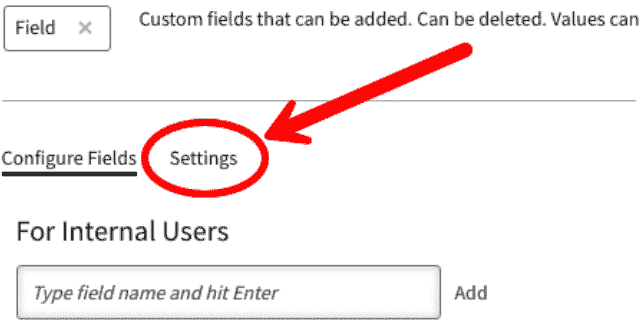 Field ×
Custom fields that can be added. Can be deleted. Values can
Configure Fields
Settings
For Internal Users
Type field name and hit Enter
Add